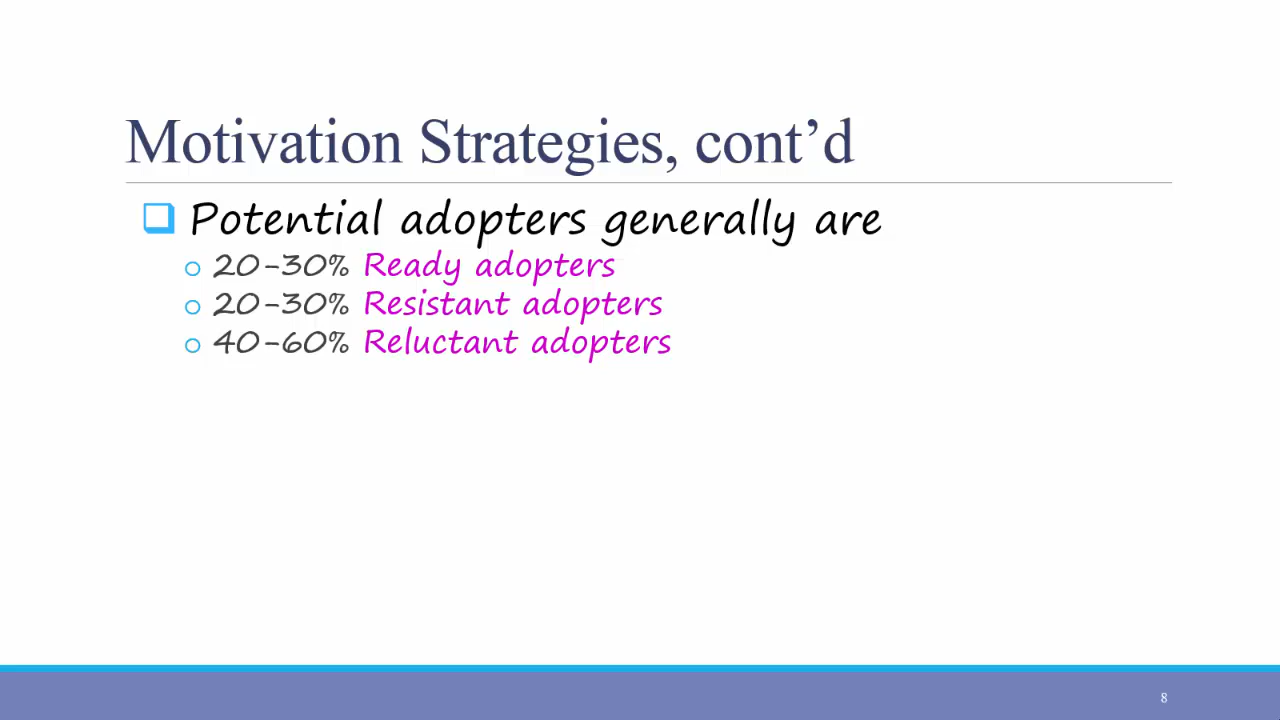 Motivation Strategies, cont’d
Potential adopters generally are
20-30% Ready adopters
20-30% Resistant adopters
40-60% Reluctant adopters
8